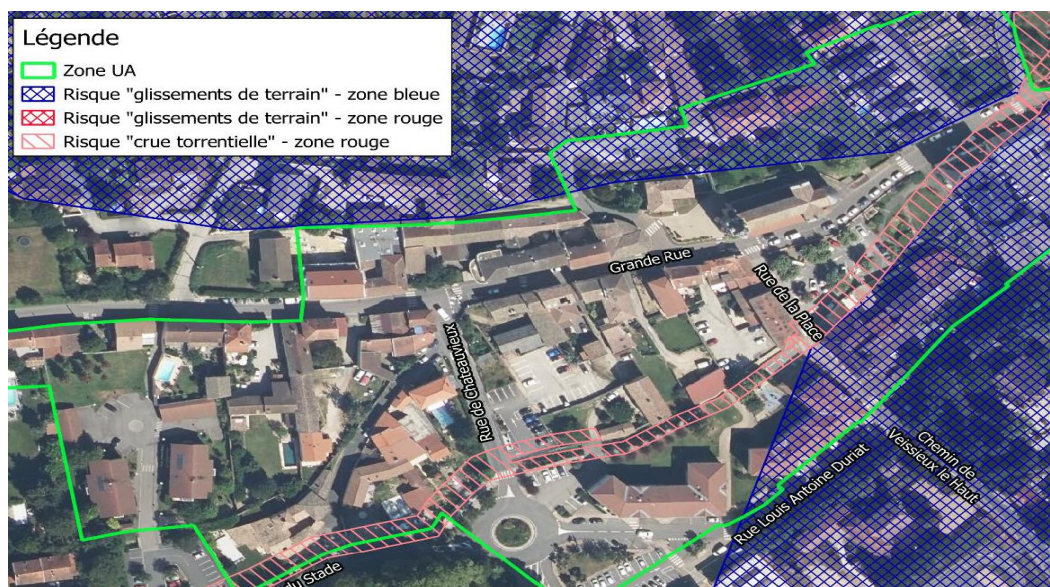 Légende
Zone UA
Risque "glissements de terrain" - zone bleue
Risque "glissements de terrain" - zone rouge
Risque "crue torrentielle" - zone rouge
Grande Rue
Rue de la Place
Rue de Chateauvieux
Chemin de
Veissieux le Haut
Rue Louis Antoine Duriat
du Stade